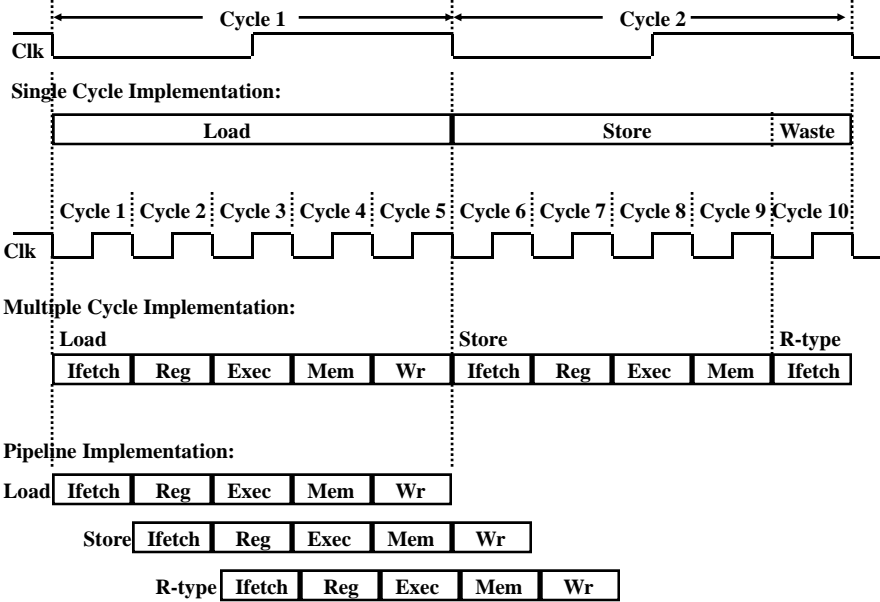 Cycle 1 Cycle 2
Clk
Single Cycle Implementation:
Load Store Waste
Cycle 1 Cycle 2 Cycle 3 Cycle 4 Cycle 5 Cycle 6 Cycle 7 Cycle 8 Cycle 9 Cycle 10
Clk
Multiple Cycle Implementation:
Load Store R-type
Ifetch Reg Exec Mem Wr Ifetch Reg Exec Mem Ifetch
Pipeline Implementation:
Load Ifetch Reg Exec Mem Wr
Store Ifetch Reg Exec Mem Wr
R-type Ifetch Reg Exec Mem Wr